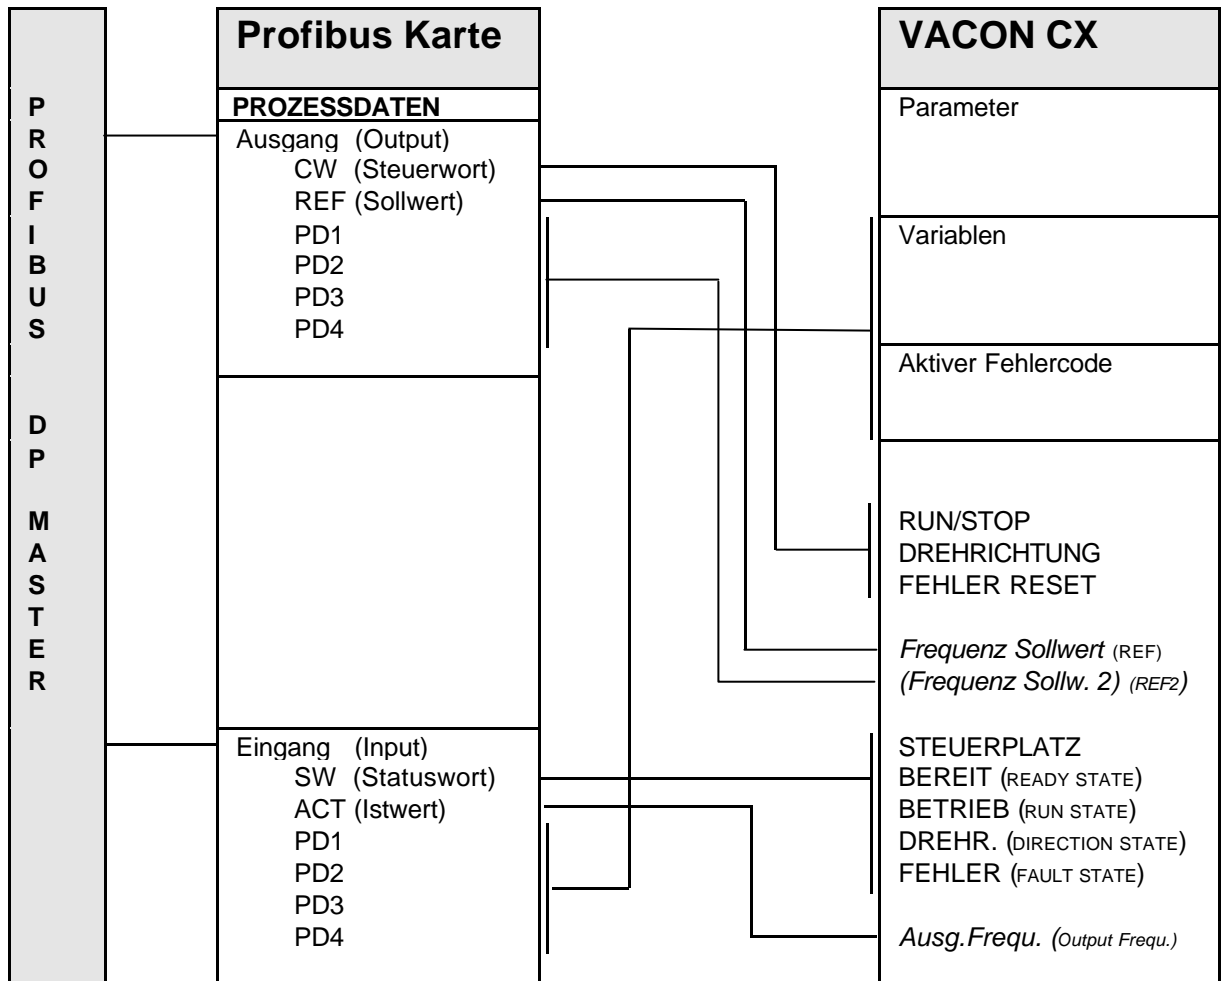 Profibus Karte
VACON CX
P
R
O
F
I
B
U
S
D
P
M
A
S
T
E
R
PROZESSDATEN
Ausgang (Output)
CW (Steuerwort)
REF (Sollwert)
PD1
PD2
PD3
PD4
Eingang (Input)
SW (Statuswort)
ACT (Istwert)
PD1
PD2
PD3
PD4
Parameter
Variablen
Aktiver Fehlercode
RUN/STOP
DREHRICHTUNG
FEHLER RESET
Frequenz Sollwert (REF)
(Frequenz Sollw. 2) (REF2)
STEUERPLATZ
BEREIT (READY STATE)
BETRIEB (RUN STATE)
DREHR. (DIRECTION STATE)
FEHLER (FAULT STATE)
Ausg.Frequ. (Output Frequ.)